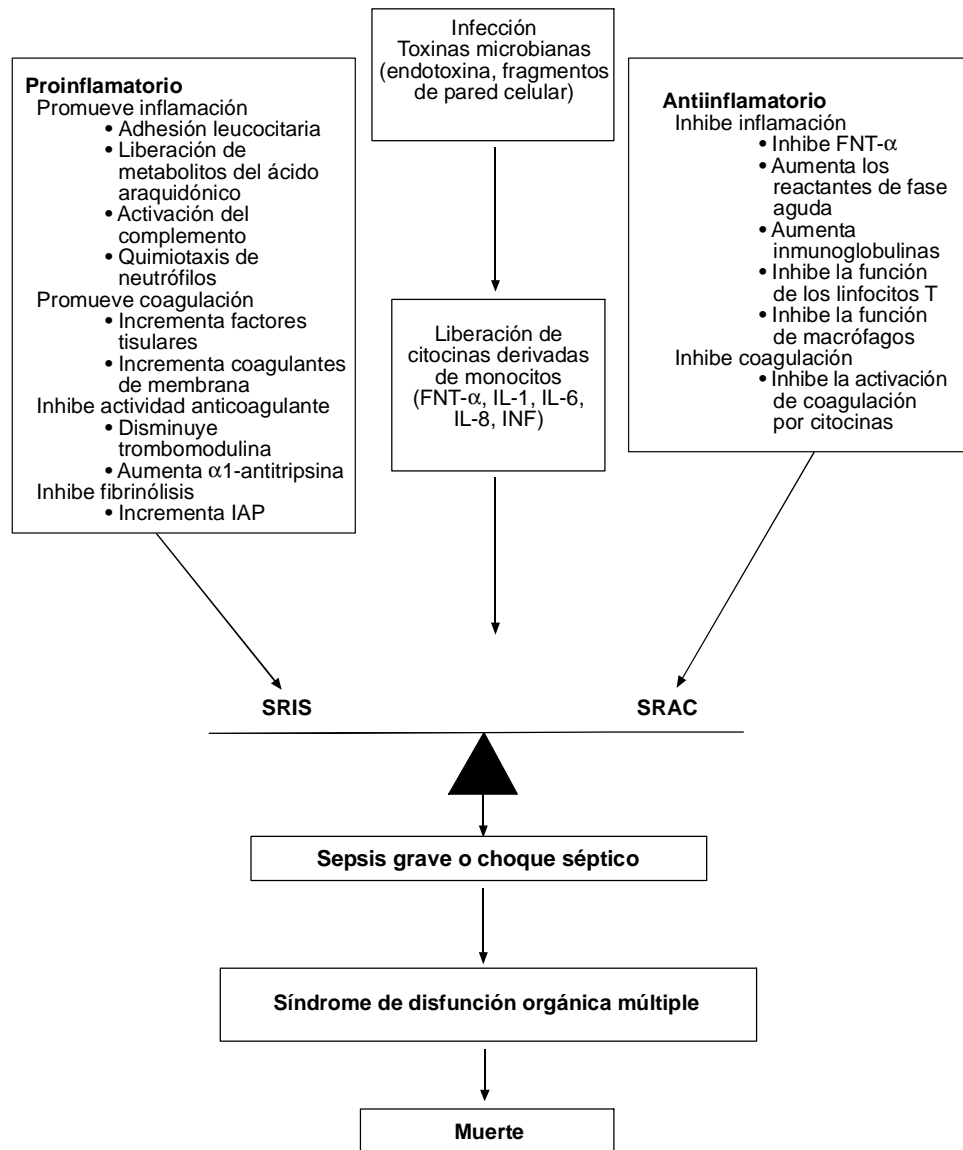 Infección
Toxinas microbianas
(endotoxina, fragmentos
de pared celular)
Proinflamatorio
Promueve inflamación
• Adhesión leucocitaria
• Liberación de
metabolitos del ácido
araquidónico
• Activación del
complemento
• Quimiotaxis de
neutrófilos
Promueve coagulación
• Incrementa factores
tisulares
• Incrementa coagulantes
de membrana
Inhibe actividad anticoagulante
• Disminuye
trombomodulina
• Aumenta α1-antitripsina
Inhibe fibrinólisis
• Incrementa IAP
Liberación de
citocinas derivadas
de monocitos
(FNT-α, IL-1, IL-6,
IL-8, INF)
Antiinflamatorio
Inhibe inflamación
• Inhibe FNT-α
• Aumenta los
reactantes de fase
aguda
• Aumenta
inmunoglobulinas
• Inhibe la función
de los linfocitos T
• Inhibe la función
de macrófagos
Inhibe coagulación
• Inhibe la activación
de coagulación
por citocinas
SRIS
SRAC
Sepsis grave o choque séptico
Síndrome de disfunción orgánica múltiple
Muerte